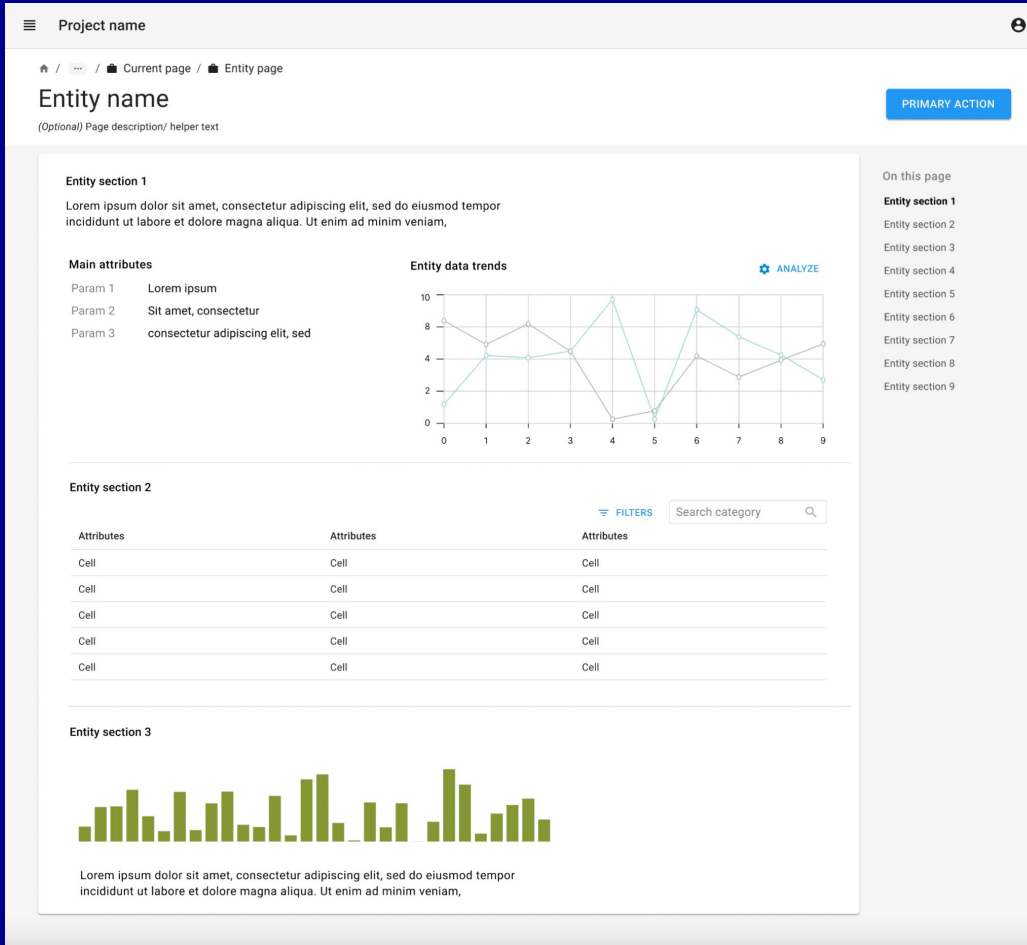 Project name
/ ... / Current page / Entity page
Entity name
PRIMARY ACTION
(Optional) Page description/ helper text
Entity section 1
Lorem ipsum dolor sit amet, consectetur adipiscing elit, sed do eiusmod tempor
incididunt ut labore et dolore magna aliqua. Ut enim ad minim veniam,
Main attributes
Param 1 Lorem ipsum
Param 2 Sit amet, consectetur
Param 3 consectetur adipiscing elit, sed
Entity data trends
ANALYZE
10
8
4
2
0
0 1 2 3 4 5 6 7 8 9
Entity section 2
FILTERS Search category
Attributes Attributes Attributes
Cell Cell Cell
Cell Cell Cell
Cell Cell Cell
Cell Cell Cell
Cell Cell Cell
Entity section 3
Lorem ipsum dolor sit amet, consectetur adipiscing elit, sed do eiusmod tempor
incididunt ut labore et dolore magna aliqua. Ut enim ad minim veniam,
On this page
Entity section 1
Entity section 2
Entity section 3
Entity section 4
Entity section 5
Entity section 6
Entity section 7
Entity section 8
Entity section 9